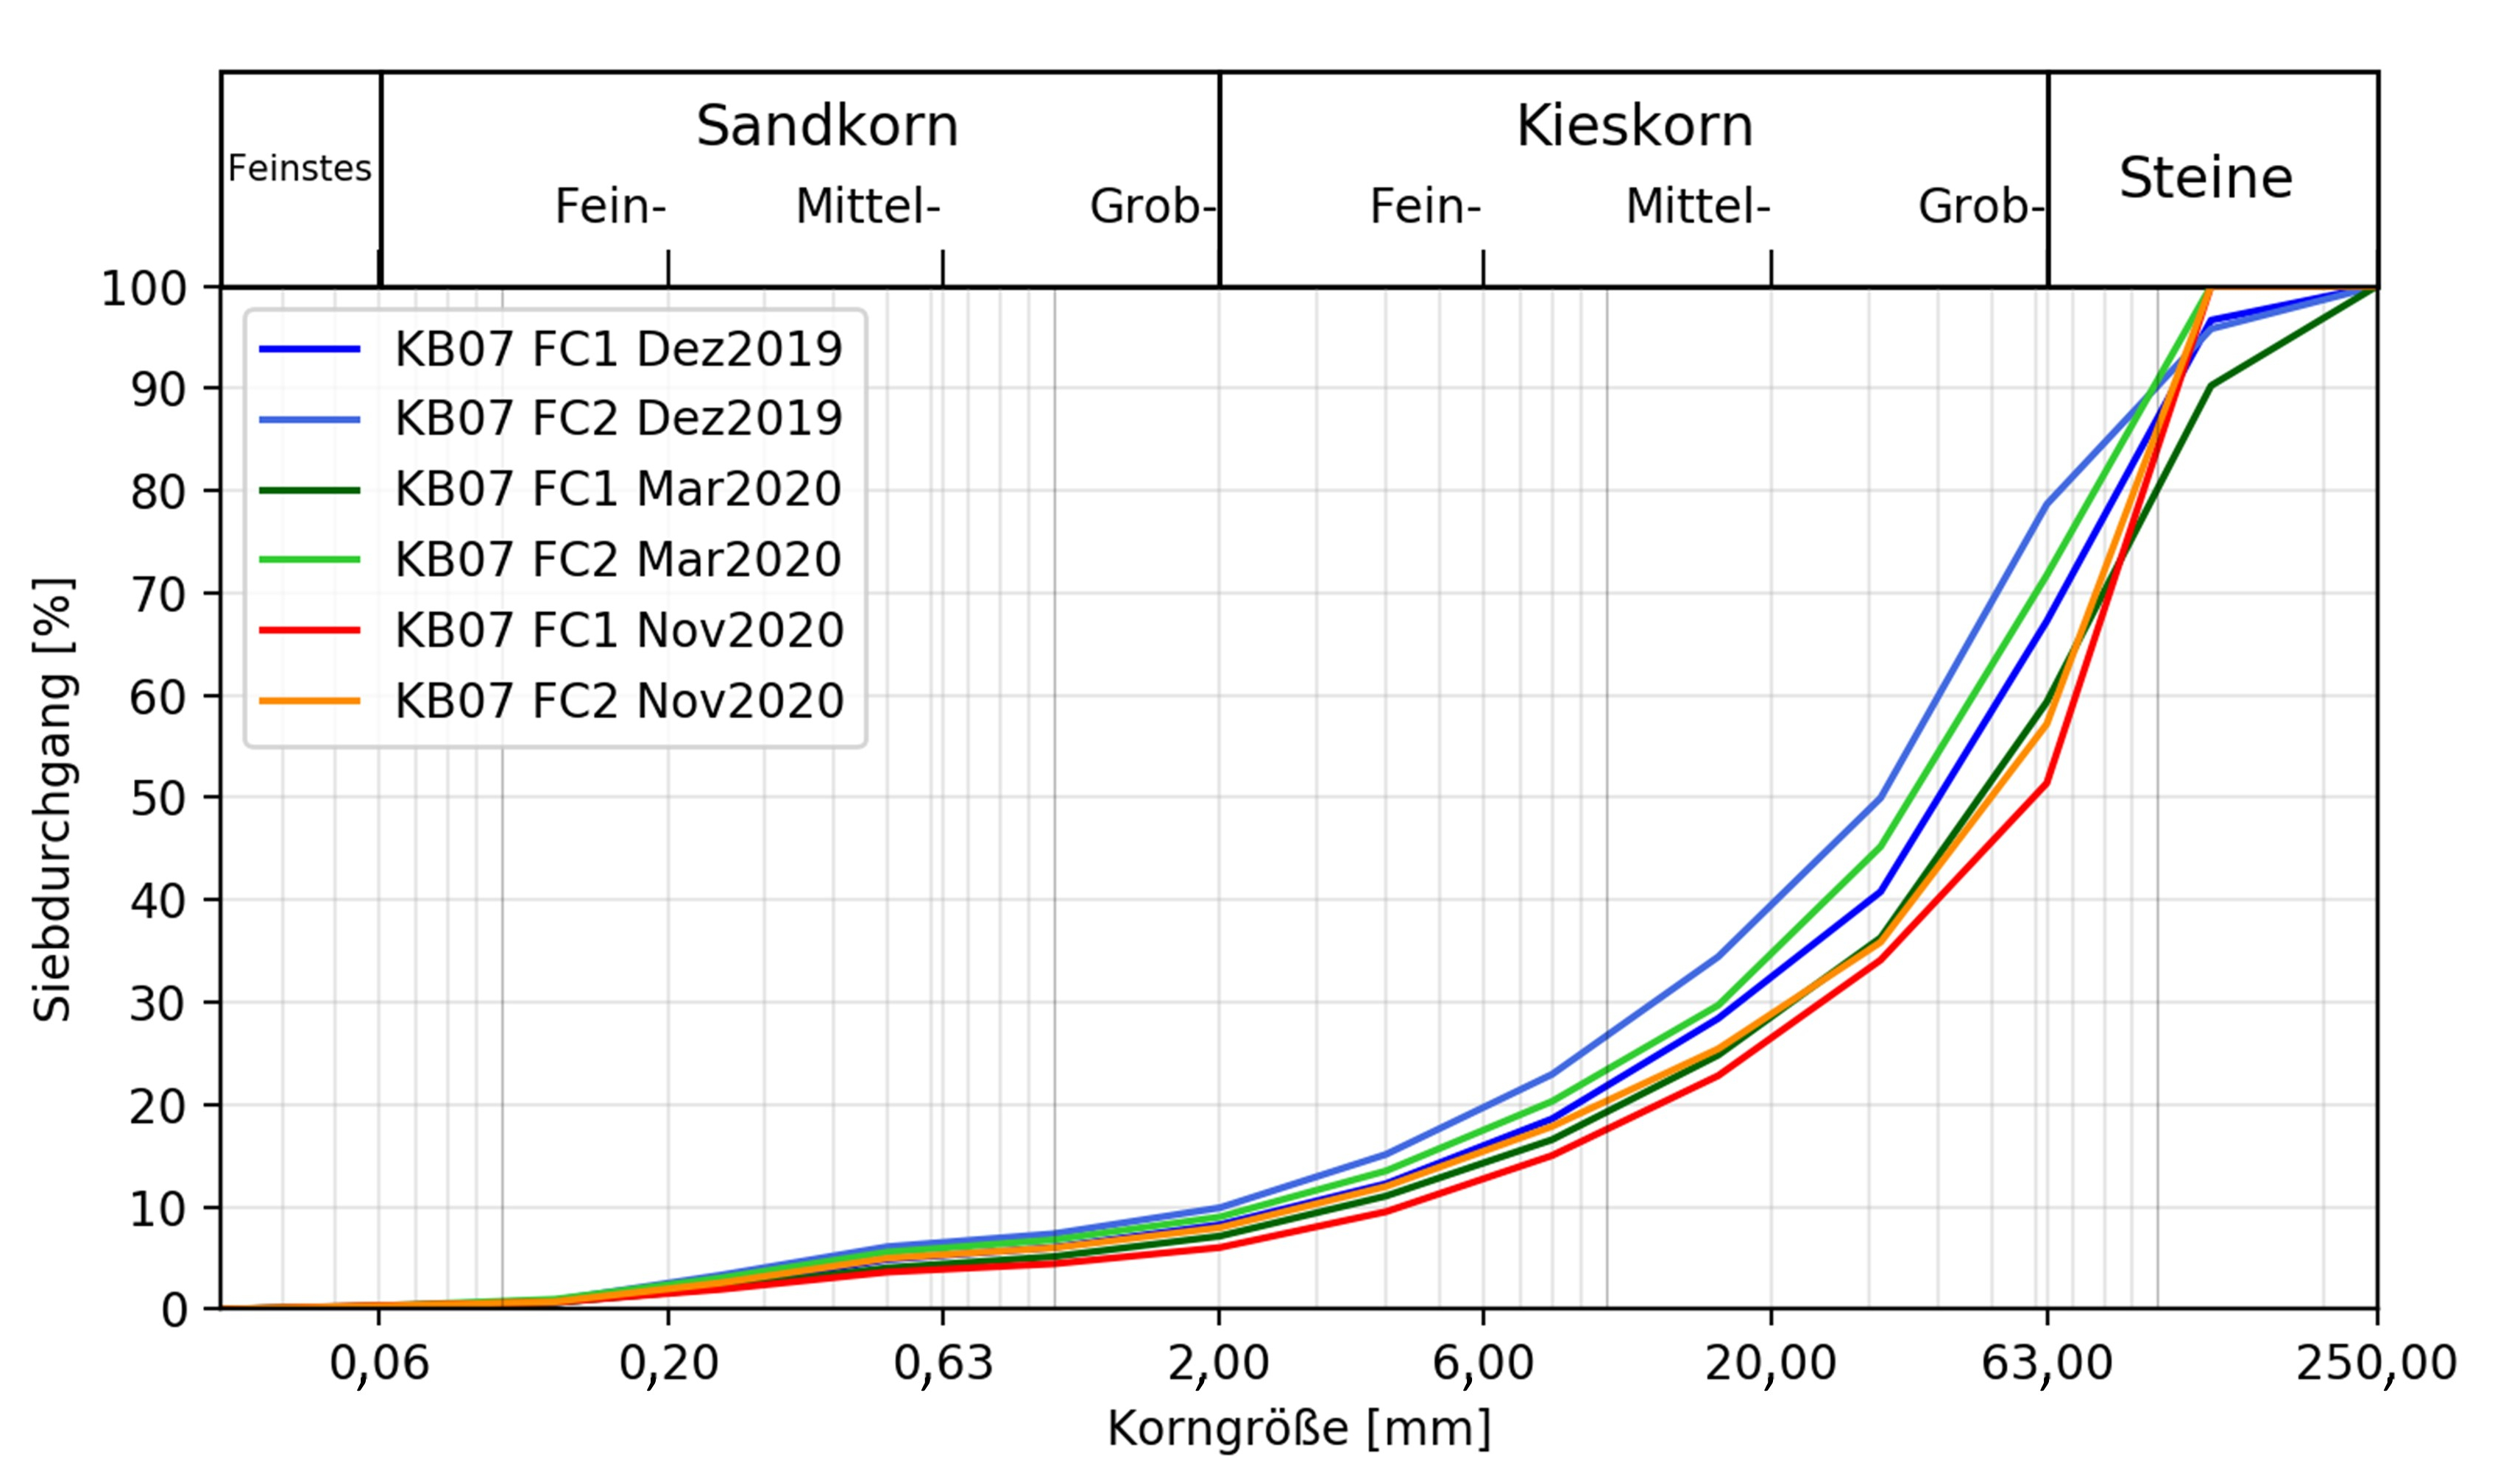 Sandkorn
Kieskorn
Feinstes
Steine
Fein-
Mittel-
Grob-
Fein-
Mittel-
Grob-
100
90
80
70
60
50
40
30
20
10
0
Siebdurchgang [%]
KB07 FC1 Dez2019
KB07 FC2 Dez2019
KB07 FC1 Mar2020
KB07 FC2 Mar2020
KB07 FC1 Nov2020
KB07 FC2 Nov2020
0,06
0,20
0,63
2,00
6,00
20,00
63,00
250,00
Korngröße [mm]